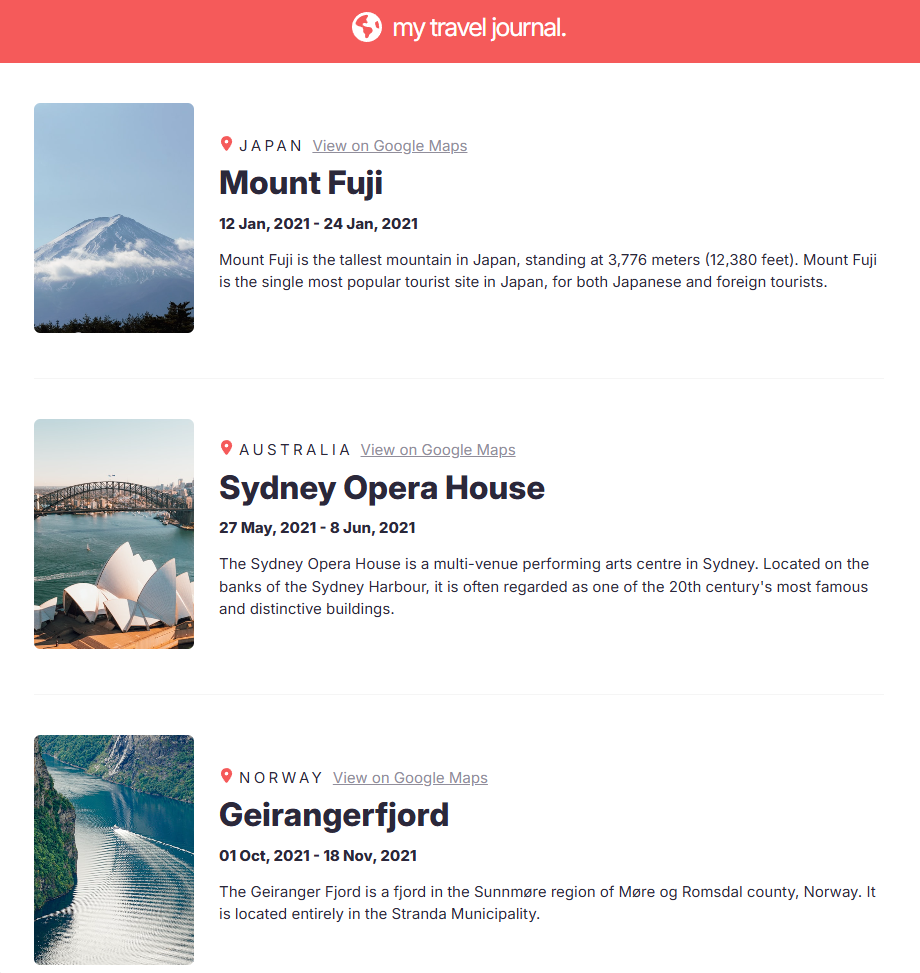 my travel journal.
JAPAN View on Google Maps
Mount Fuji
12 Jan, 2021 - 24 Jan, 2021
Mount Fuji is the tallest mountain in Japan, standing at 3,776 meters (12,380 feet). Mount Fuji
is the single most popular tourist site in Japan, for both Japanese and foreign tourists.
AUSTRALIA View on Google Maps
Sydney Opera House
27 May, 2021 - 8 Jun, 2021
The Sydney Opera House is a multi-venue performing arts centre in Sydney. Located on the
banks of the Sydney Harbour, it is often regarded as one of the 20th century's most famous
and distinctive buildings.
NORWAY View on Google Maps
Geirangerfjord
01 Oct, 2021 - 18 Nov, 2021
The Geiranger Fjord is a fjord in the Sunnmøre region of Møre og Romsdal county, Norway. It
is located entirely in the Stranda Municipality.